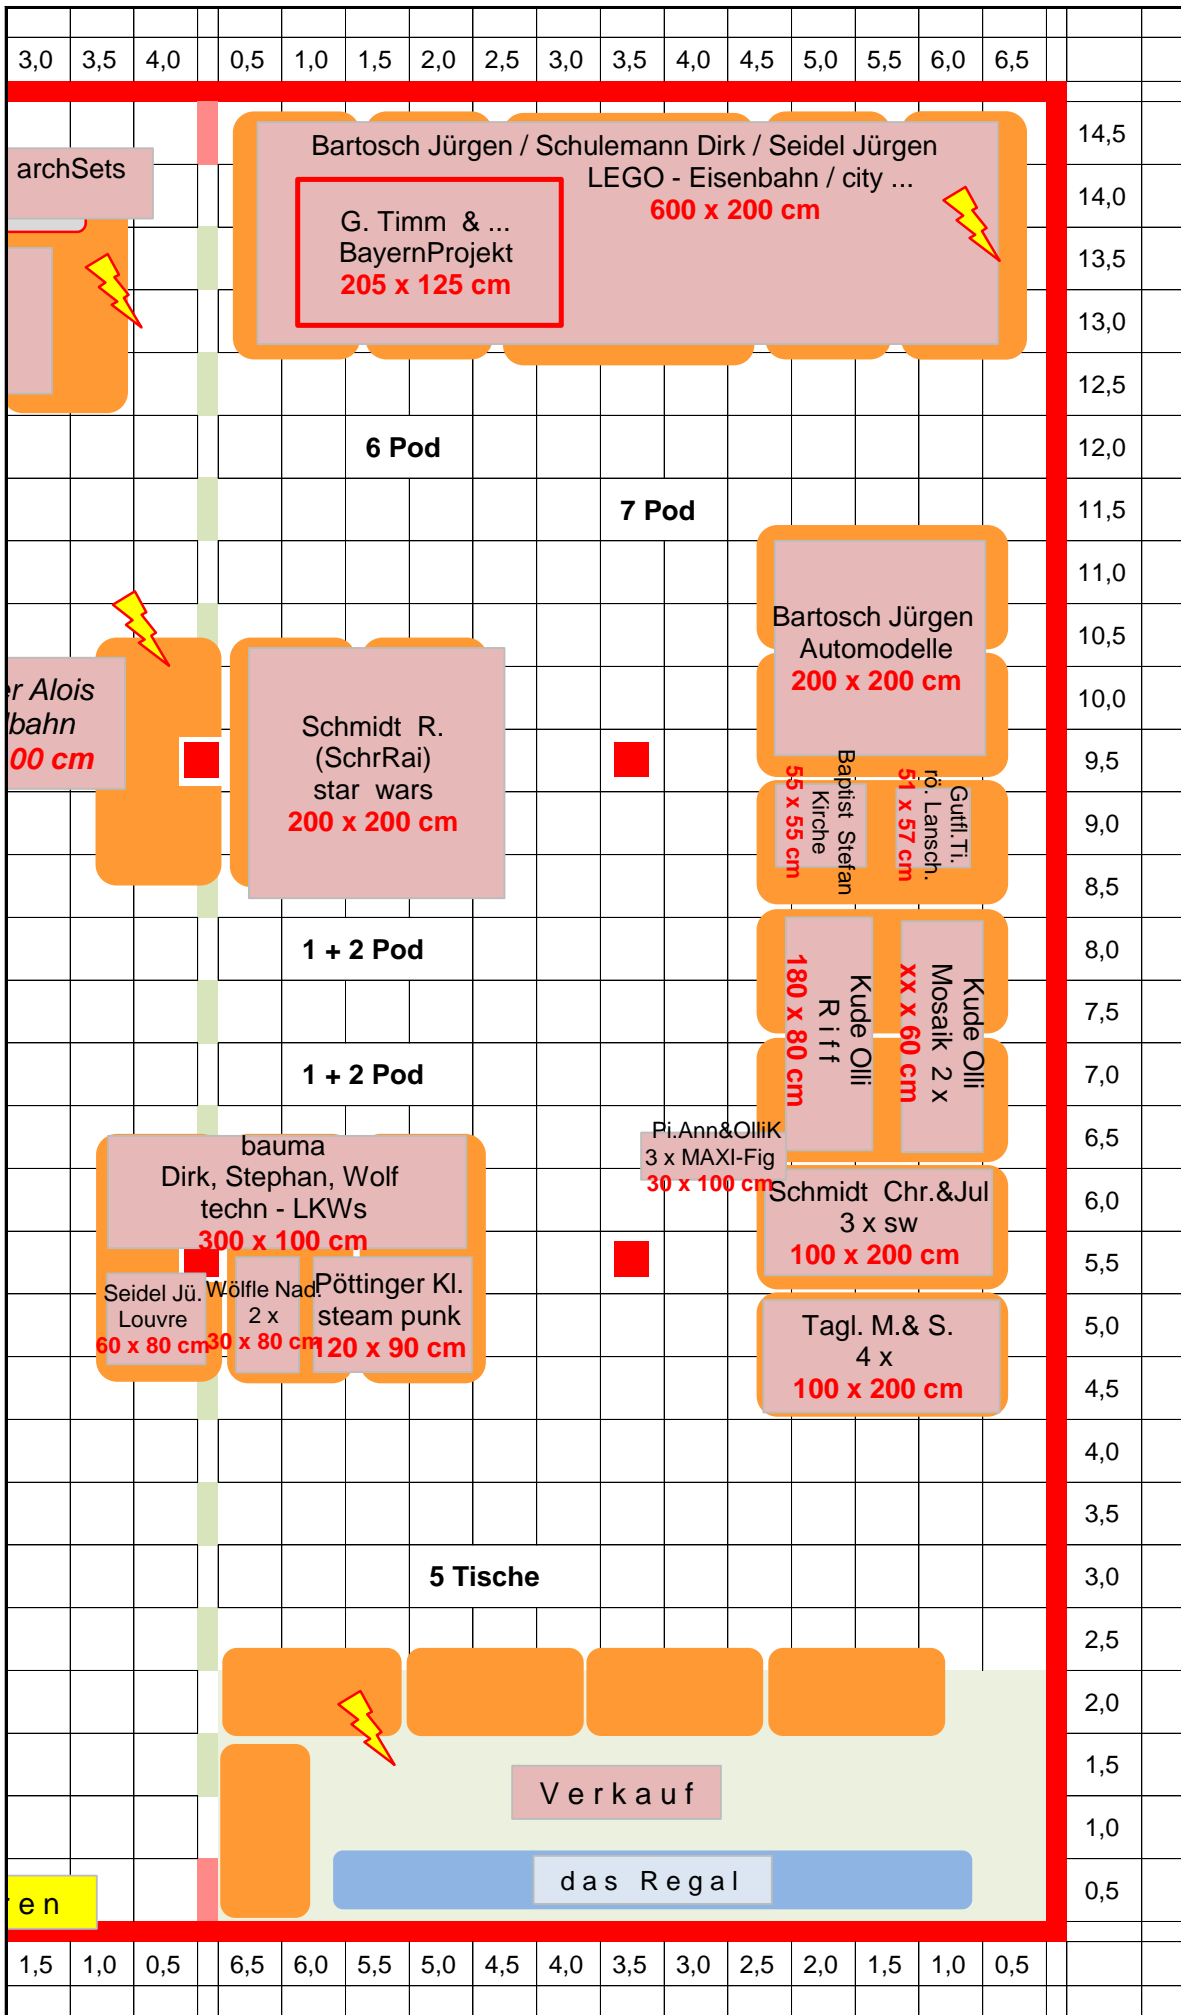 3,0 3,5 4,0 0,5 1,0 1,5 2,0 2,5 3,0 3,5 4,0 4,5 5,0 5,5 6,0 6,5
14,5
14,0
13,5
13,0
12,5
12,0
11,5
11,0
10,5
10,0
9,5
9,0
8,5
8,0
7,5
7,0
6,5
6,0
5,5
5,0
4,5
4,0
3,5
3,0
2,5
2,0
1,5
1,0
0,5
archSets
Bartosch Jürgen / Schulemann Dirk / Seidel Jürgen
LEGO - Eisenbahn / city ...
600 x 200 cm
G. Timm & ...
BayernProjekt
205 x 125 cm
6 Pod
7 Pod
Bartosch Jürgen
Automodelle
200 x 200 cm
er Alois
lbahn
00 cm
Schmidt R.
(SchrRai)
star wars
200 x 200 cm
Baptist Stefan
Kirche
55 x 55 cm
Gutfl.Ti.
rö. Lansch.
51 x 57 cm
1 + 2 Pod
Kude Olli
R i f f
180 x 80 cm
Kude Olli
Mosaik 2 x
xx x 60 cm
1 + 2 Pod
Pi.Ann&OlliK
3 x MAXI-Fig
30 x 100 cm
bauma
Dirk, Stephan, Wolf
techn - LKWs
300 x 100 cm
Schmidt Chr.&Jul
3 x sw
100 x 200 cm
Seidel Jü.
Louvre
60 x 80 cm
Wölfle Nad.
2 x
30 x 80 cm
Pöttinger Kl.
steam punk
120 x 90 cm
Tagl. M.& S.
4 x
100 x 200 cm
5 Tische
V e r k a u f
d a s R e g a l
r e n
1,5 1,0 0,5 6,5 6,0 5,5 5,0 4,5 4,0 3,5 3,0 2,5 2,0 1,5 1,0 0,5